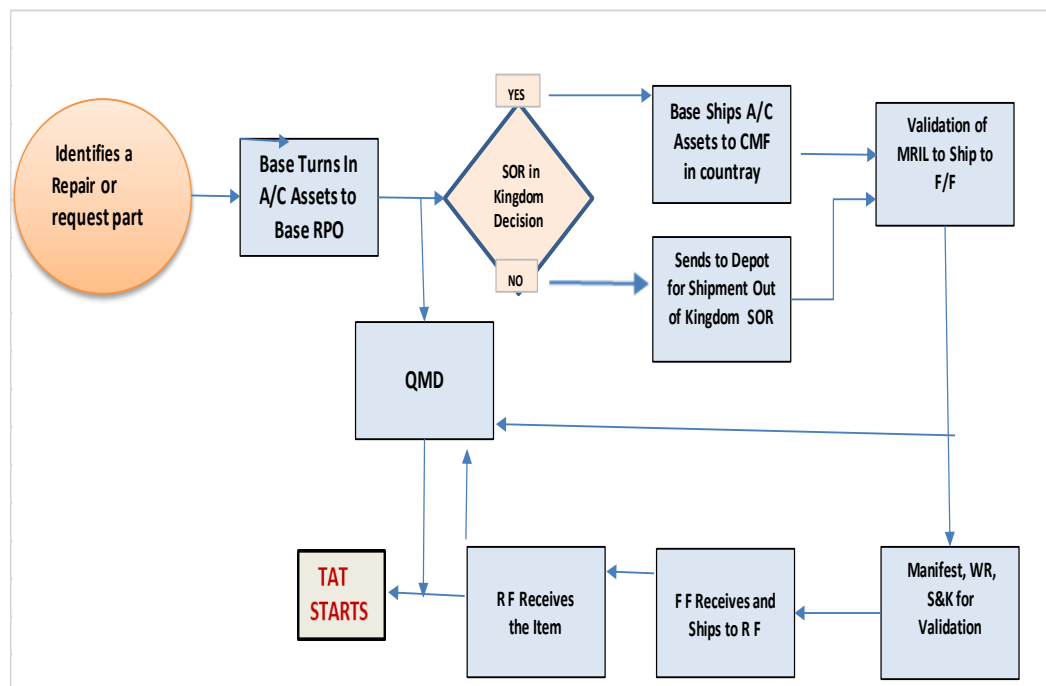 Identifies a
Repair or
request part
Base Turns In
A/C Assets to
Base RPO
YES
SOR in
Kingdom
Decision
NO
Base Ships A/C
Assets to CMF
in countray
Sends to Depot
for Shipment Out
of Kingdom SOR
Validation of
MRIL to Ship to
F/F
QMD
TAT
STARTS
R F Receives
the Item
F F Receives and
Ships to R F
Manifest, WR,
S&K for
Validation